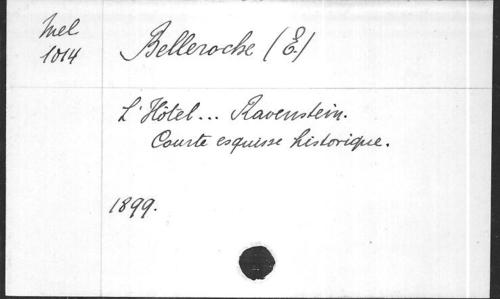 Mel
1014
Belleroche (E.)
L'Hôtel... Ravenstein.
Courte esquisse historique.
1899.